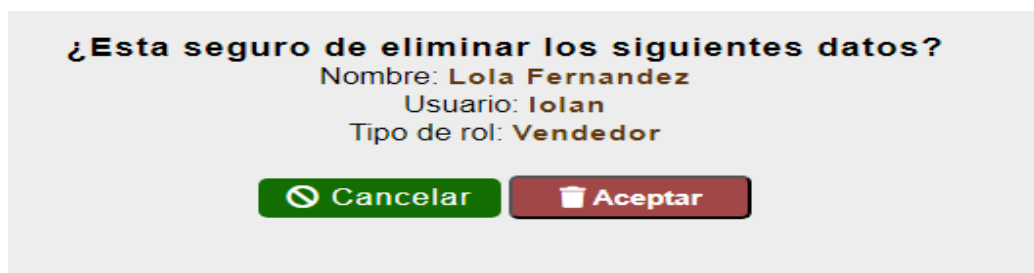 ¿Esta seguro de eliminar los siguientes datos?
Nombre: Lola Fernandez
Usuario: lolan
Tipo de rol: Vendedor
Cancelar Aceptar